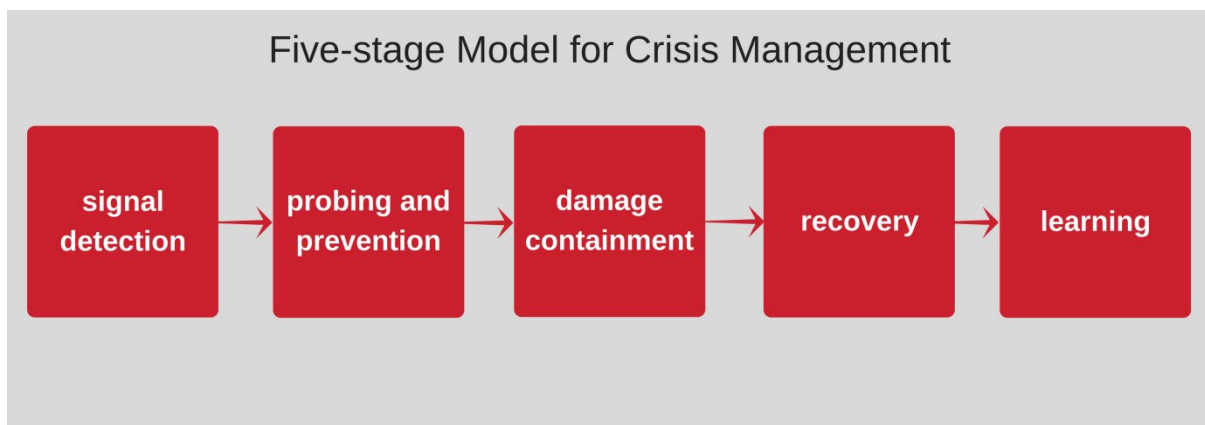 Five-stage Model for Crisis Management
signal
detection
probing and
prevention
damage
containment
recovery
learning